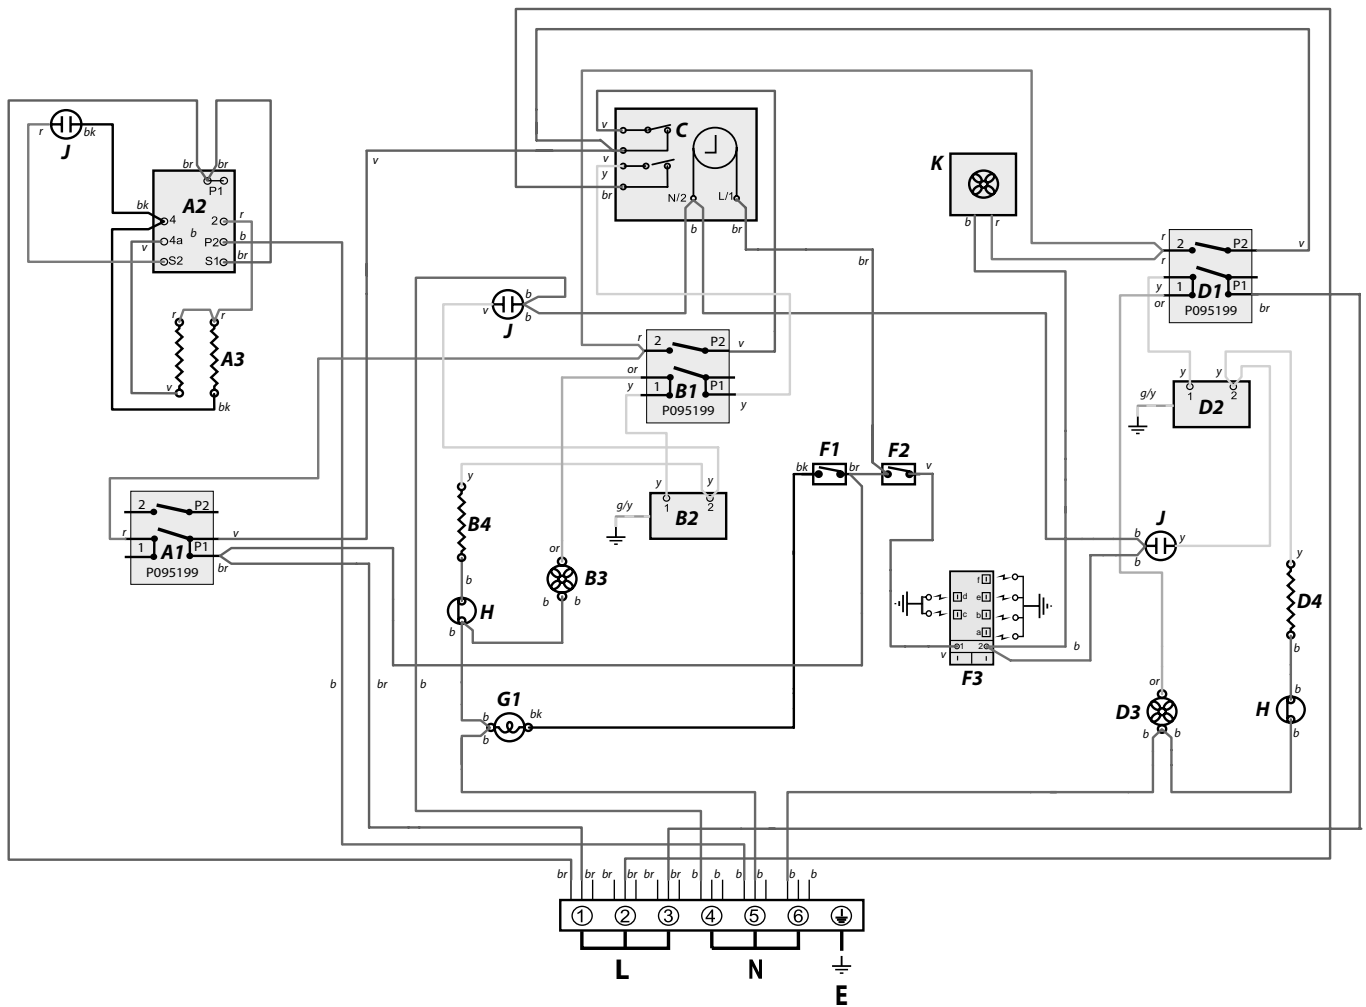 r
J
bk
br
br
P1
A2
bk
4
b
2
r
v
4a
P2
b
S2
S1
br
r
r
A3
v
bk
v
v
C
v
y
br
N/2
L/1
b
br
br
K
b
r
r
2
P2
v
r
y
1
D1
P1
or
P095199
br
v
J
b
b
r
2
P2
v
or
1
P1
y
B1
y
P095199
y
y
1
2
g/y
D2
2
P2
r
v
1
A1
P1
br
P095199
y
B4
b
H
b
y
y
1
2
g/y
B2
or
B3
b
b
F1
bk
br
F2
v
f
d
e
c
b
a
1
2
v
b
F3
J
b
y
b
y
D4
b
b
H
b
or
D3
b
b
b
br
b
G1
b
bk
b
br
br
br
br
br
br
b
b
b
b
b
b
1
2
3
4
5
6
L
N
E